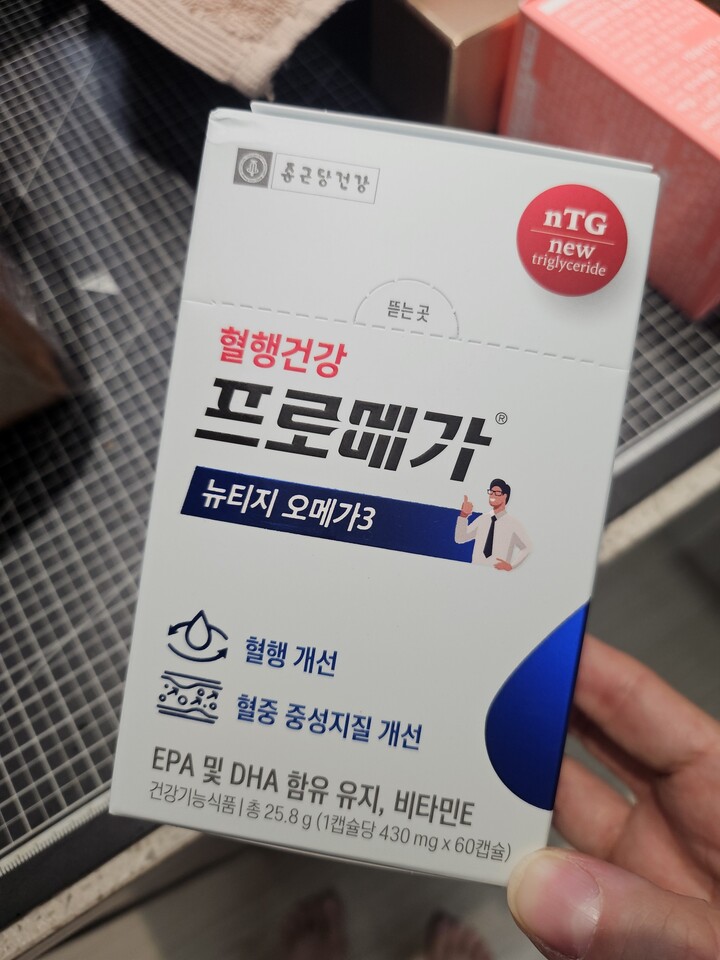 종근당건강
nTG
new
triglyceride
뜯는 곳
혈행건강
프로메가®
뉴티지 오메가3
혈행 개선
혈중 중성지질 개선
EPA 및 DHA 함유 유지, 비타민E
건강기능식품 | 총 25.8 g (1캡슐당 430 mg x 60캡슐)